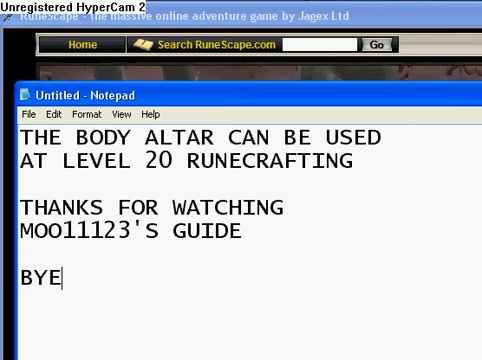 Unregistered HyperCam 2
RuneScape - the massive online adventure game by Jagex Ltd
Home Search RuneScape.com Go
Untitled - Notepad
File Edit Format View Help
THE BODY ALTAR CAN BE USED
AT LEVEL 20 RUNECRAFTING
THANKS FOR WATCHING
MOO11123'S GUIDE
BYE